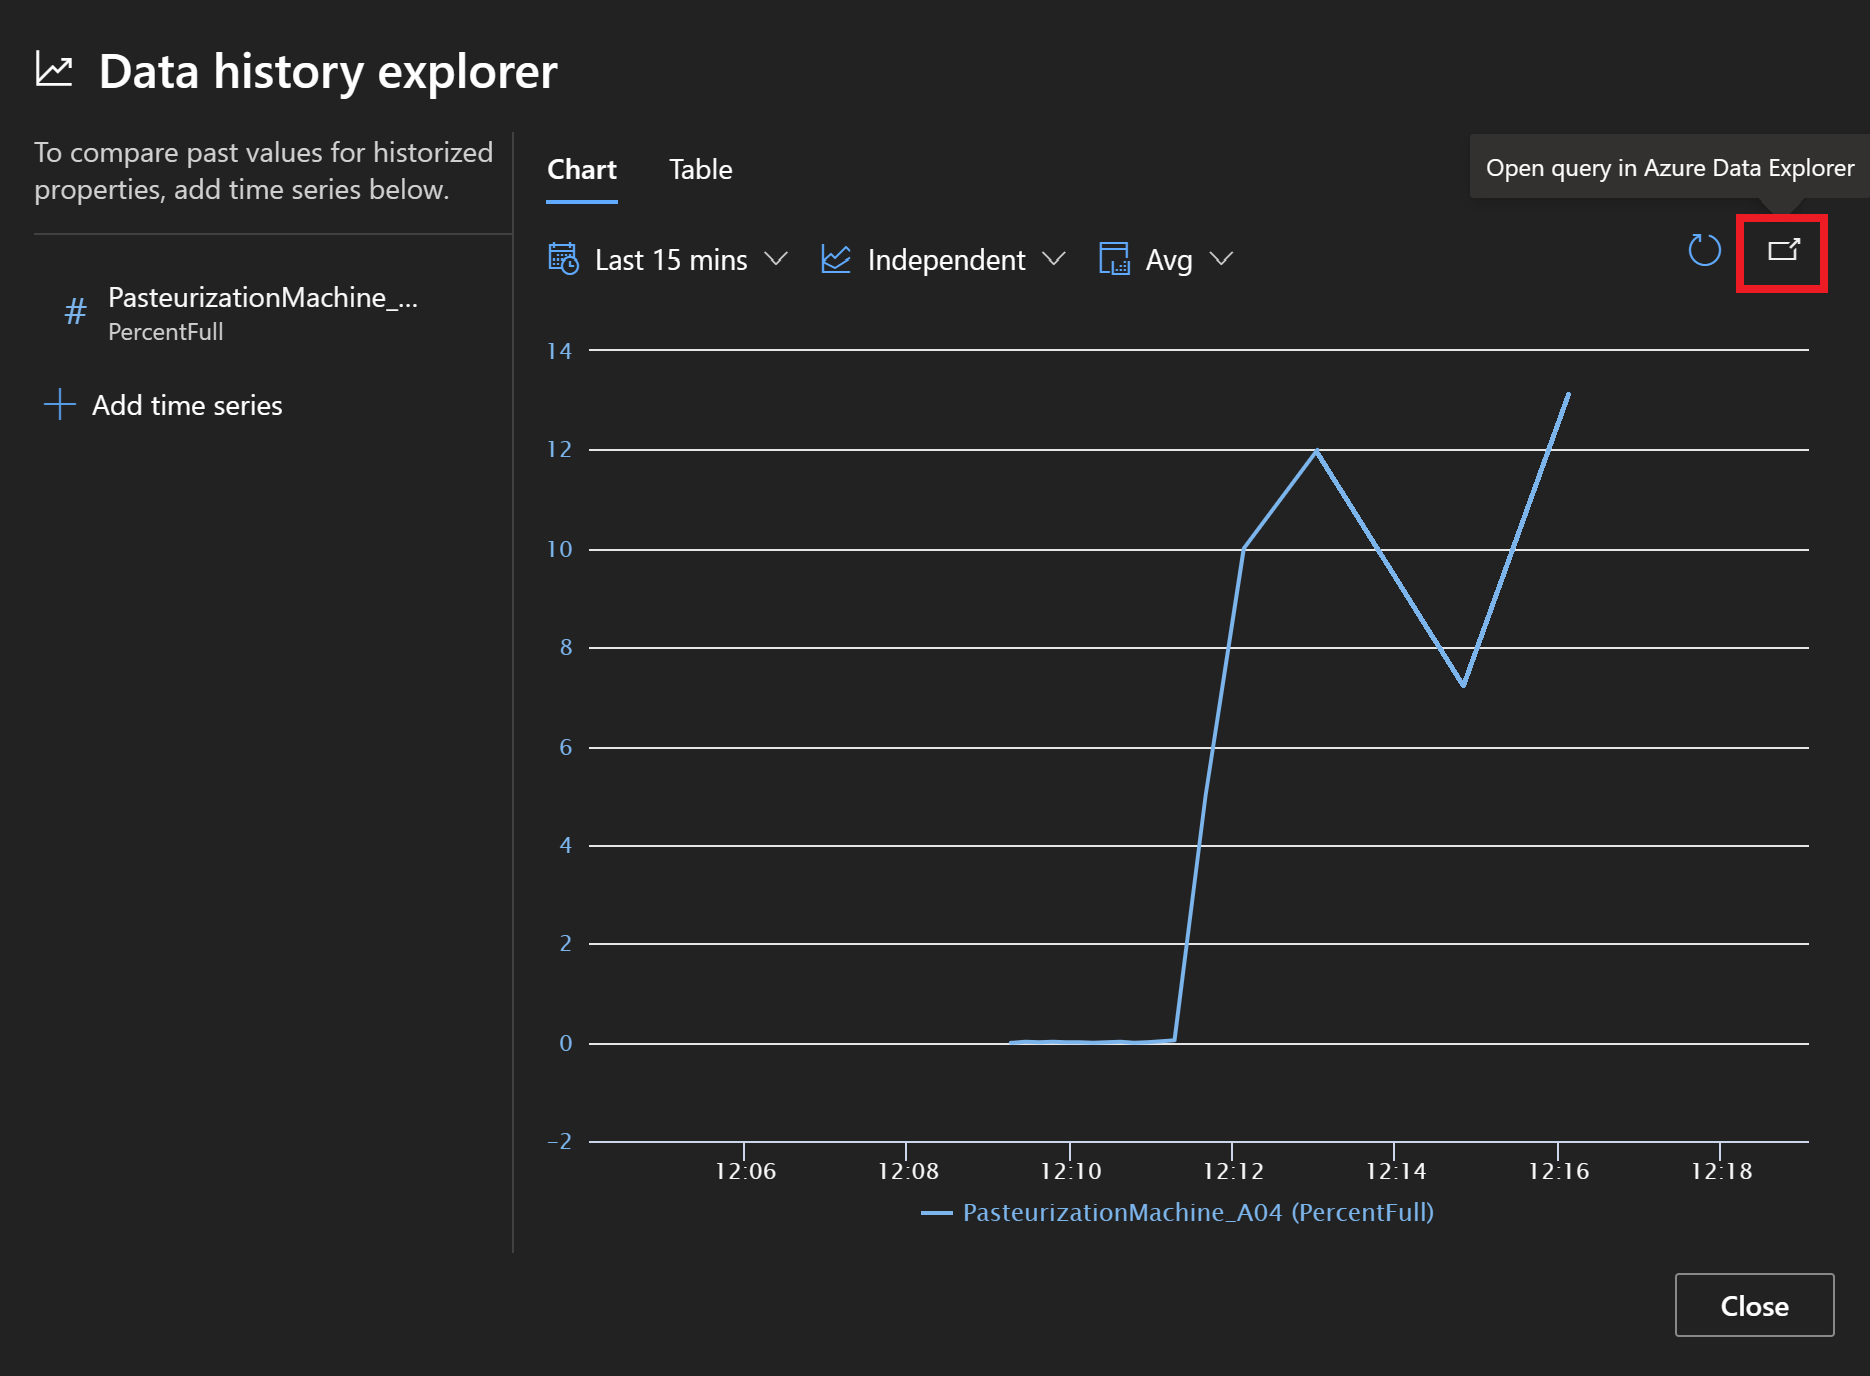 Data history explorer
To compare past values for historized
properties, add time series below.
# PasteurizationMachine_...
PercentFull
Add time series
Chart Table
Open query in Azure Data Explorer
Last 15 mins Independent Avg
14
12
10
8
6
4
2
0
-2
12:06 12:08 12:10 12:12 12:14 12:16 12:18
PasteurizationMachine_A04 (PercentFull)
Close